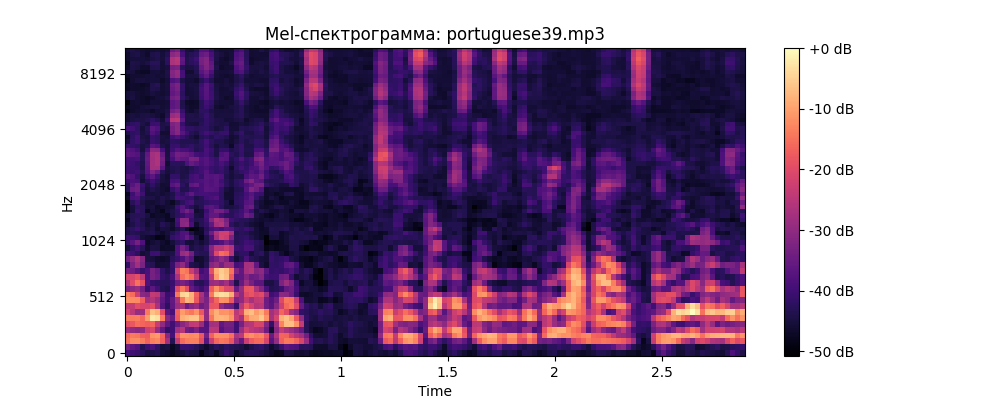 Mel-спектрограмма: portuguese39.mp3
8192
4096
2048
1024
512
0
Hz
0 0.5 1 1.5 2 2.5
Time
+0 dB
-10 dB
-20 dB
-30 dB
-40 dB
-50 dB